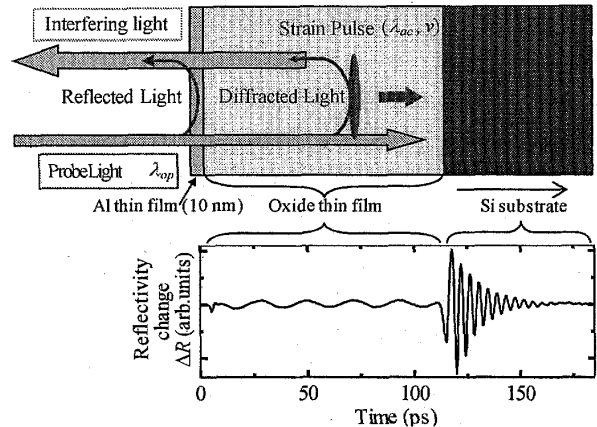 Interfering light
Strain Pulse (λac, v)
Reflected Light
Diffracted Light
ProbeLight λop
Al thin film (10 nm)
Oxide thin film
Si substrate
Reflectivity
change
ΔR (arb.units)
0
50
100
150
Time (ps)